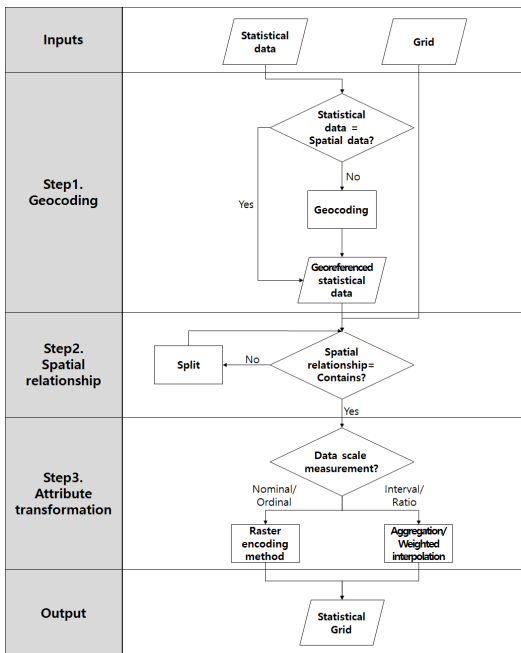 Inputs
Statistical
data
Grid
Step1.
Geocoding
Statistical
data =
Spatial data?
No
Yes
Geocoding
Georeferenced
statistical
data
Step2.
Spatial
relationship
Split
No
Spatial
relationship=
Contains?
Yes
Step3.
Attribute
transformation
Data scale
measurement?
Nominal/
Ordinal
Interval/
Ratio
Raster
encoding
method
Aggregation/
Weighted
interpolation
Output
Statistical
Grid